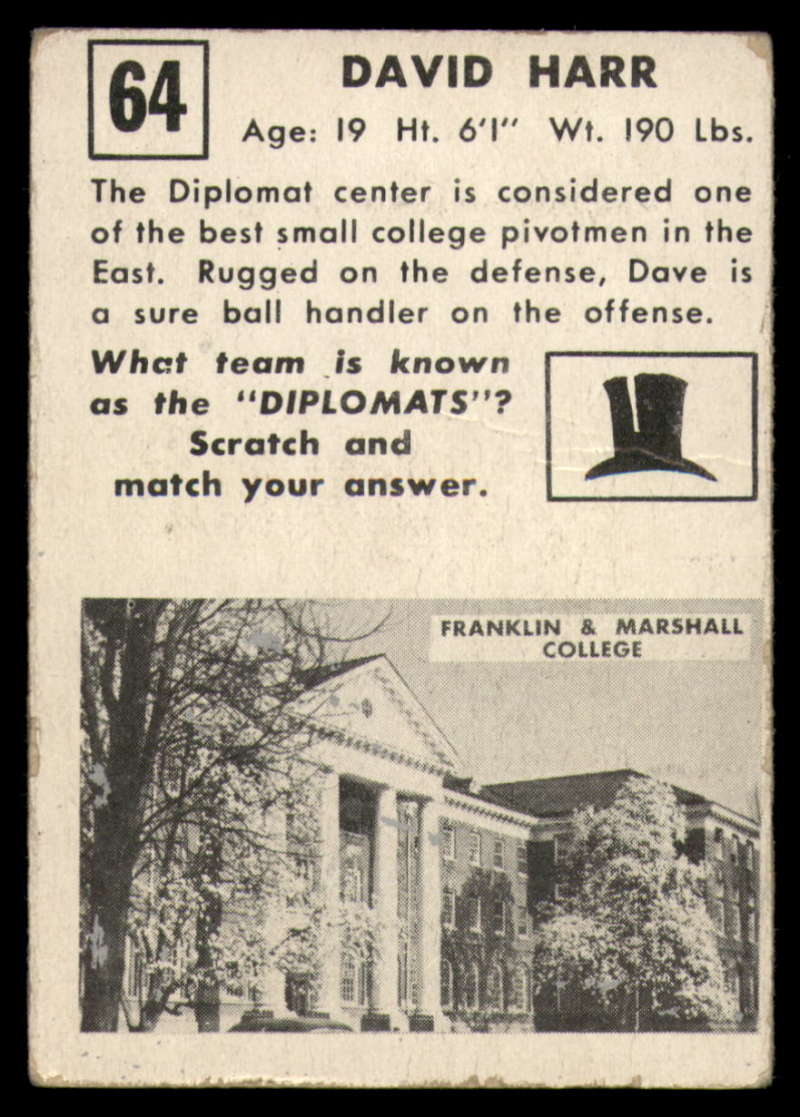 64
DAVID HARR
Age: 19 Ht. 6'1" Wt. 190 Lbs.
The Diplomat center is considered one
of the best small college pivotmen in the
East. Rugged on the defense, Dave is
a sure ball handler on the offense.
What team is known
as the "DIPLOMATS"?
Scratch and
match your answer.
FRANKLIN & MARSHALL
COLLEGE